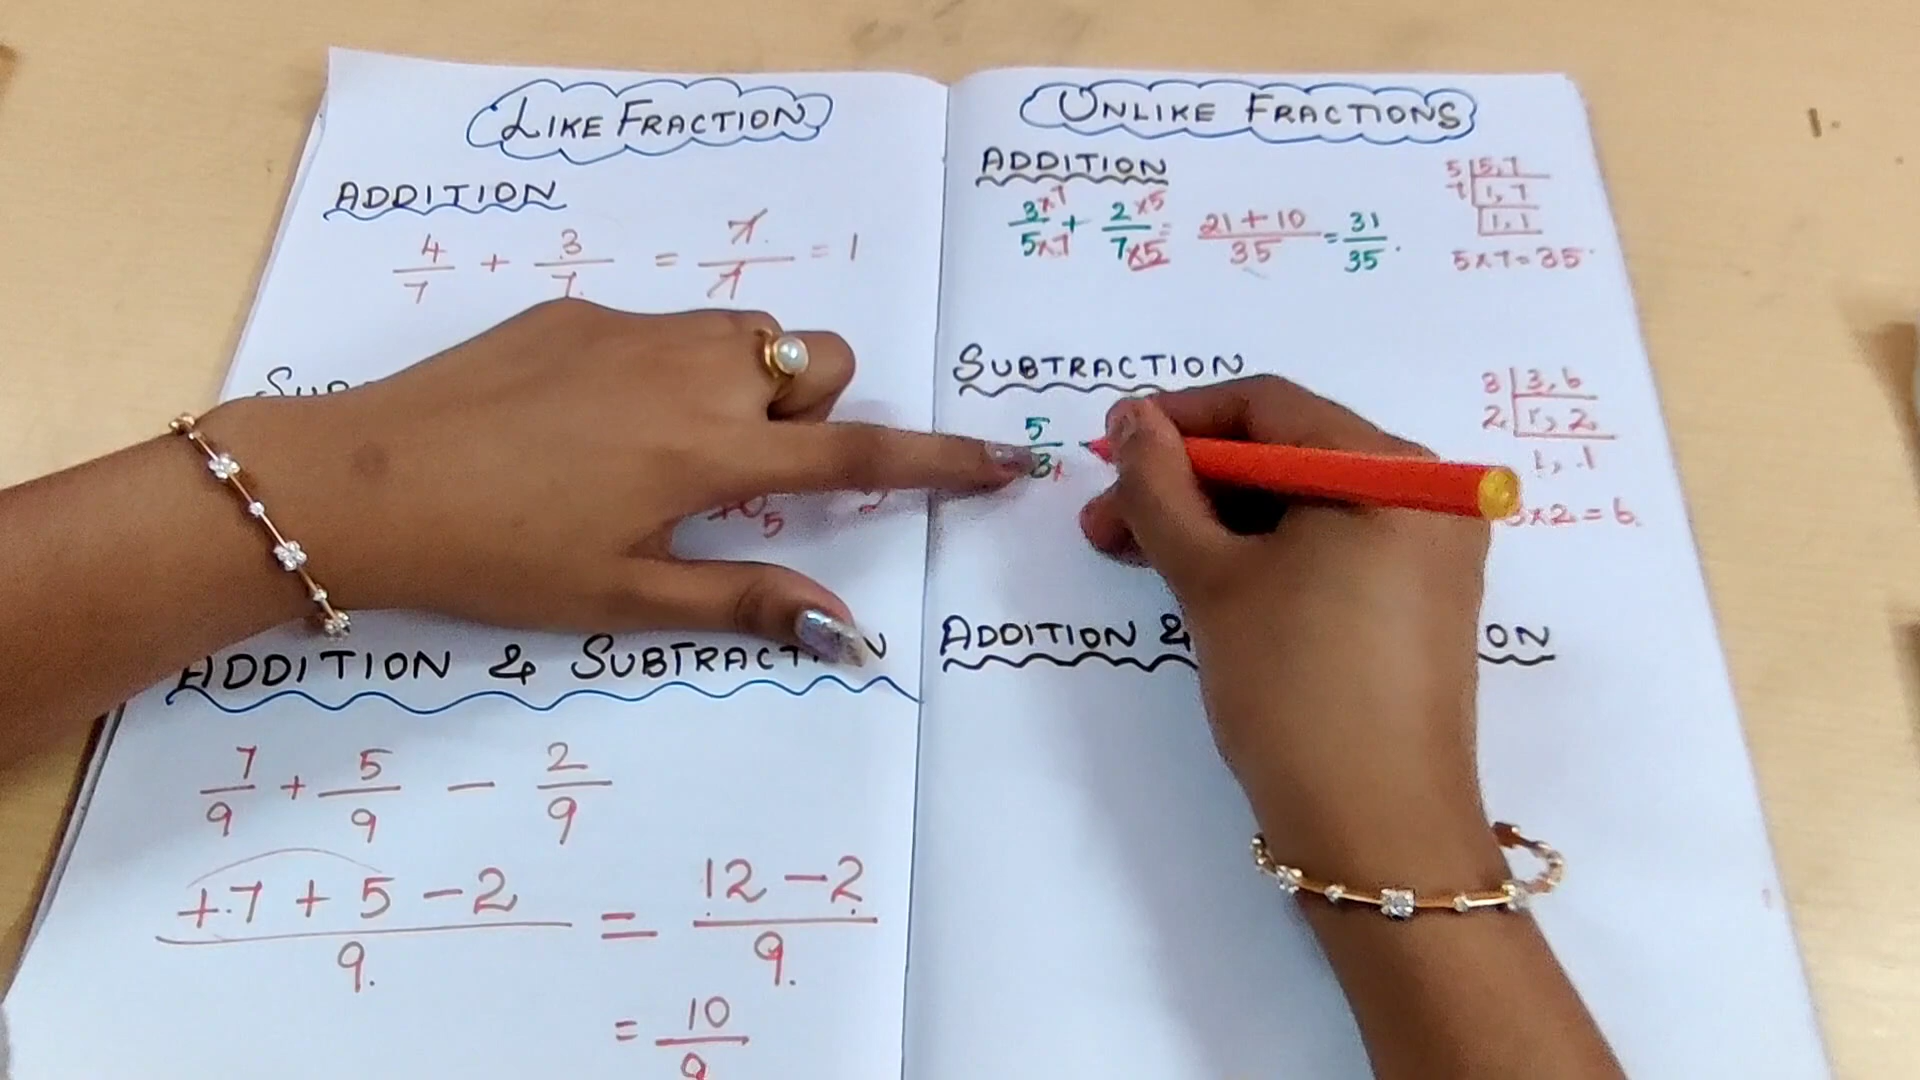 LIKE FRACTION
ADDITION
4/7 + 3/7 = 7/7 = 1
5
ADDITION &
7/9 + 5/9 - 2/9
+7 + 5 - 2 / 9 = 12 - 2 / 9
= 10/9
UNLIKE FRACTIONS
ADDITION
3×7/5×7 + 2×5/7×5 = 21 + 10/35 = 31/35
5 | 5, 7
7 | 1, 7
1, 1
5 × 7 = 35
SUBTRACTION
5/3×
3 | 3, 6
2 | 1, 2
1, 1
3×2 = 6
ADDITION &